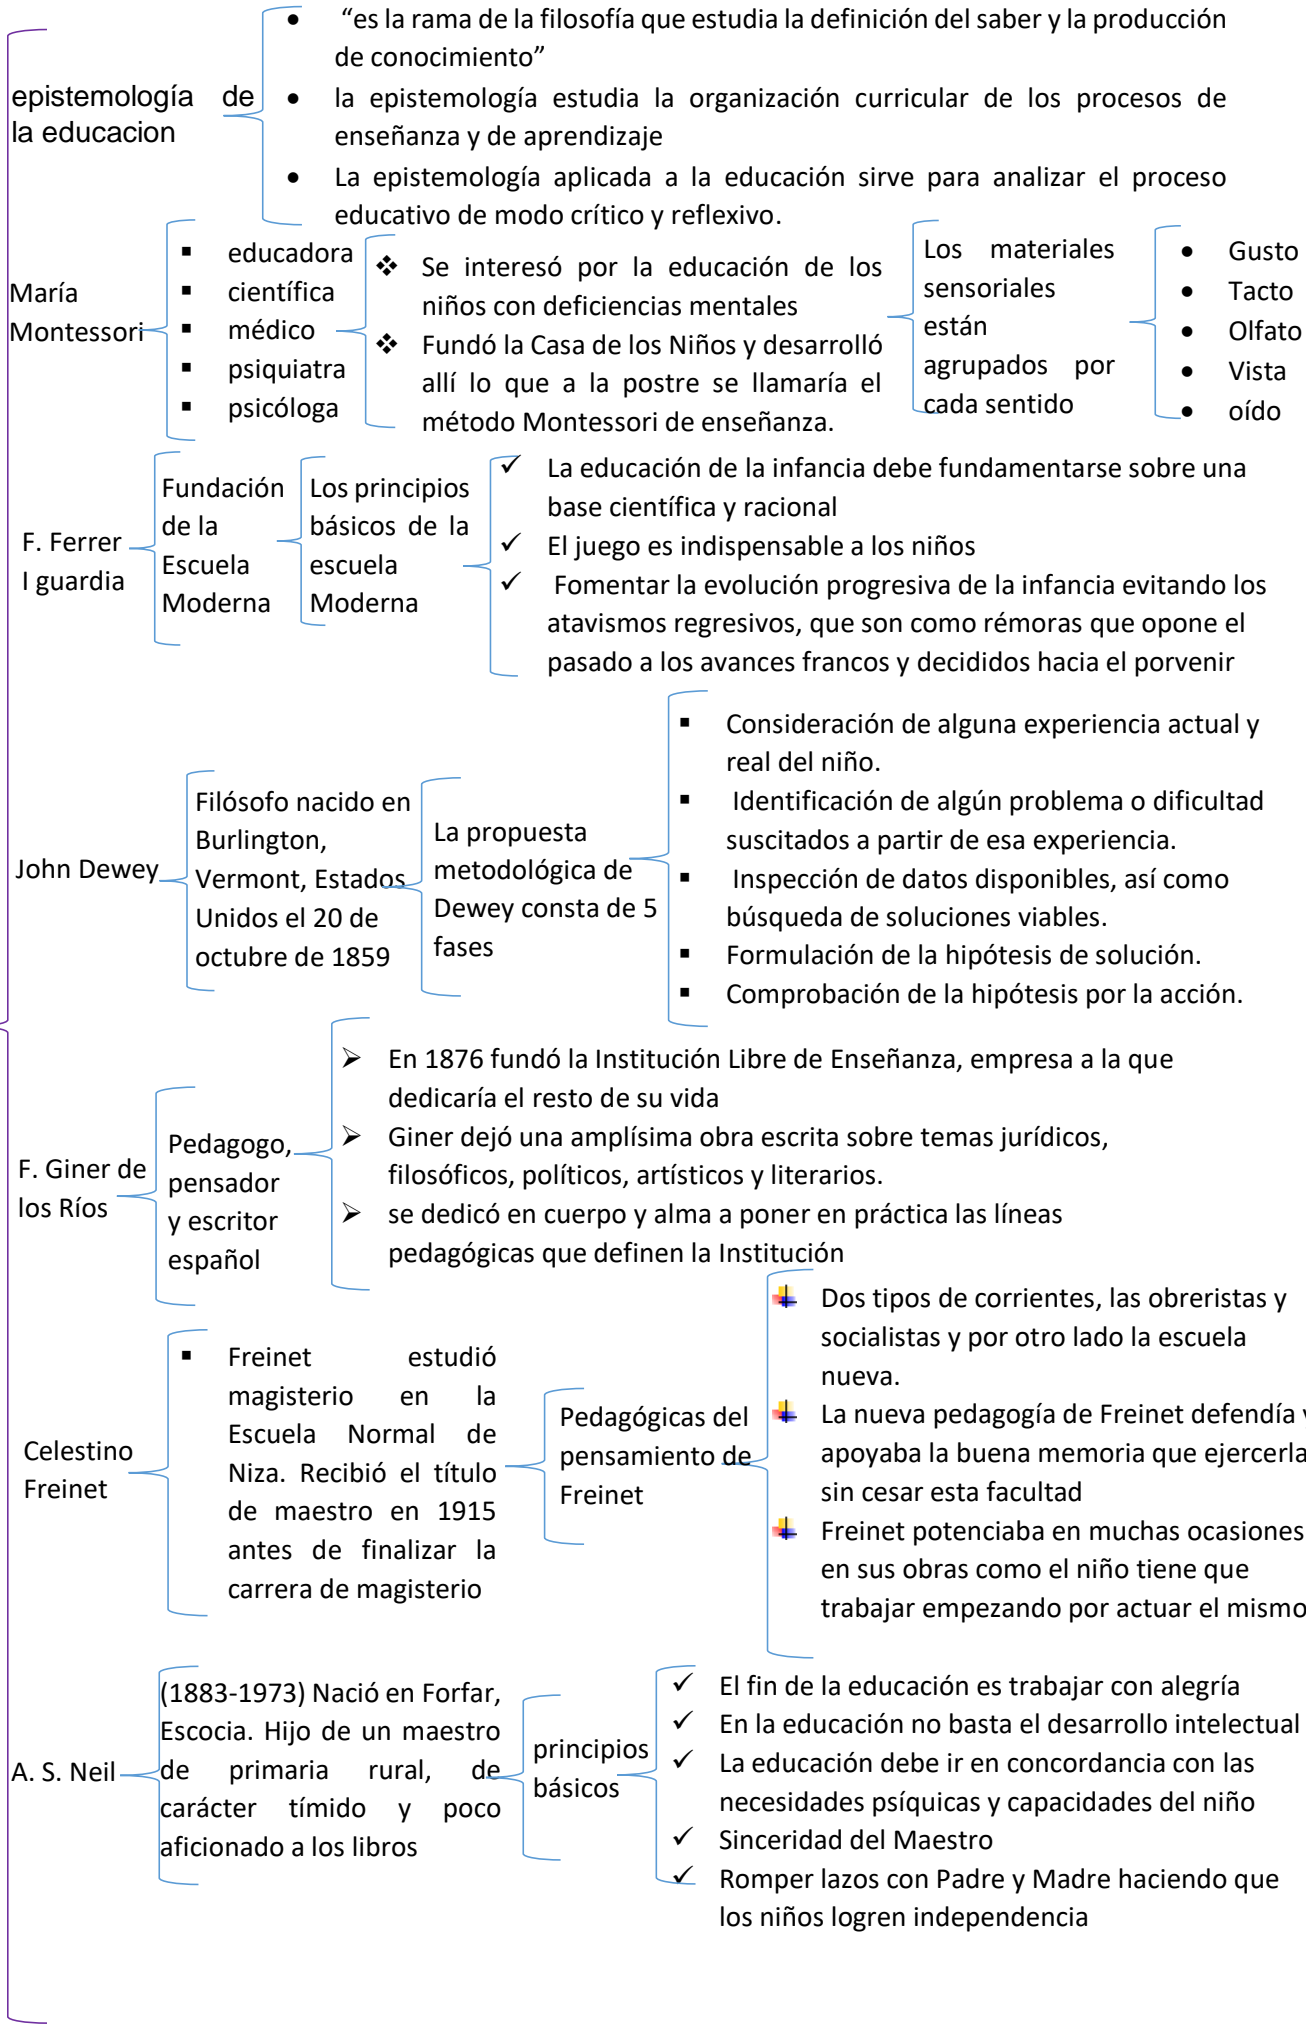 “es la rama de la filosofía que estudia la definición del saber y la producción
de conocimiento”
epistemología de
la educacion
la epistemología estudia la organización curricular de los procesos de
enseñanza y de aprendizaje
La epistemología aplicada a la educación sirve para analizar el proceso
educativo de modo crítico y reflexivo.
María
Montessori
educadora
científica
médico
psiquiatra
psicóloga
Se interesó por la educación de los
niños con deficiencias mentales
Fundó la Casa de los Niños y desarrolló
allí lo que a la postre se llamaría el
método Montessori de enseñanza.
Los materiales
sensoriales
están
agrupados por
cada sentido
Gusto
Tacto
Olfato
Vista
oído
F. Ferrer
I guardia
Fundación
de la
Escuela
Moderna
Los principios
básicos de la
escuela
Moderna
La educación de la infancia debe fundamentarse sobre una
base científica y racional
El juego es indispensable a los niños
Fomentar la evolución progresiva de la infancia evitando los
atavismos regresivos, que son como rémoras que opone el
pasado a los avances francos y decididos hacia el porvenir
John Dewey
Filósofo nacido en
Burlington,
Vermont, Estados
Unidos el 20 de
octubre de 1859
La propuesta
metodológica de
Dewey consta de 5
fases
Consideración de alguna experiencia actual y
real del niño.
Identificación de algún problema o dificultad
suscitados a partir de esa experiencia.
Inspección de datos disponibles, así como
búsqueda de soluciones viables.
Formulación de la hipótesis de solución.
Comprobación de la hipótesis por la acción.
F. Giner de
los Ríos
Pedagogo,
pensador
y escritor
español
En 1876 fundó la Institución Libre de Enseñanza, empresa a la que
dedicaría el resto de su vida
Giner dejó una amplísima obra escrita sobre temas jurídicos,
filosóficos, políticos, artísticos y literarios.
se dedicó en cuerpo y alma a poner en práctica las líneas
pedagógicas que definen la Institución
Celestino
Freinet
Freinet estudió
magisterio en la
Escuela Normal de
Niza. Recibió el título
de maestro en 1915
antes de finalizar la
carrera de magisterio
Pedagógicas del
pensamiento de
Freinet
Dos tipos de corrientes, las obreristas y
socialistas y por otro lado la escuela
nueva.
La nueva pedagogía de Freinet defendía y
apoyaba la buena memoria que ejercerla
sin cesar esta facultad
Freinet potenciaba en muchas ocasiones
en sus obras como el niño tiene que
trabajar empezando por actuar el mismo
A. S. Neil
(1883-1973) Nació en Forfar,
Escocia. Hijo de un maestro
de primaria rural, de
carácter tímido y poco
aficionado a los libros
principios
básicos
El fin de la educación es trabajar con alegría
En la educación no basta el desarrollo intelectual
La educación debe ir en concordancia con las
necesidades psíquicas y capacidades del niño
Sinceridad del Maestro
Romper lazos con Padre y Madre haciendo que
los niños logren independencia